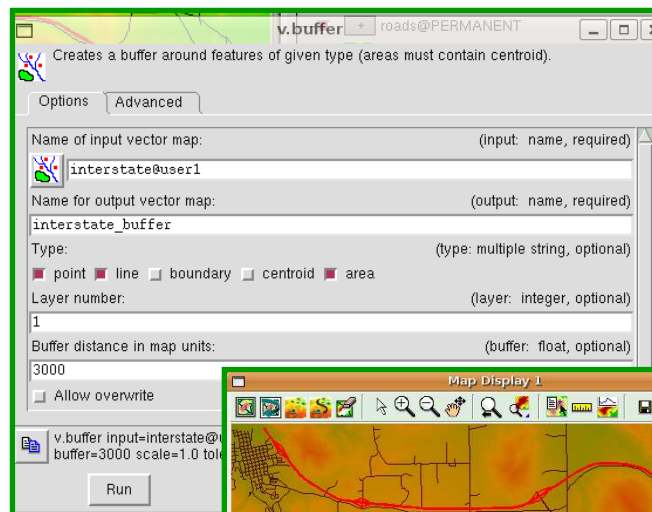 v.buffer
roads@PERMANENT
Creates a buffer around features of given type (areas must contain centroid).
Options Advanced
Name of input vector map: (input: name, required)
interstate@user1
Name for output vector map: (output: name, required)
interstate_buffer
Type: (type: multiple string, optional)
point line boundary centroid area
Layer number: (layer: integer, optional)
1
Buffer distance in map units: (buffer: float, optional)
3000
Allow overwrite
Map Display 1
v.buffer input=interstate@u
buffer=3000 scale=1.0 tole
Run